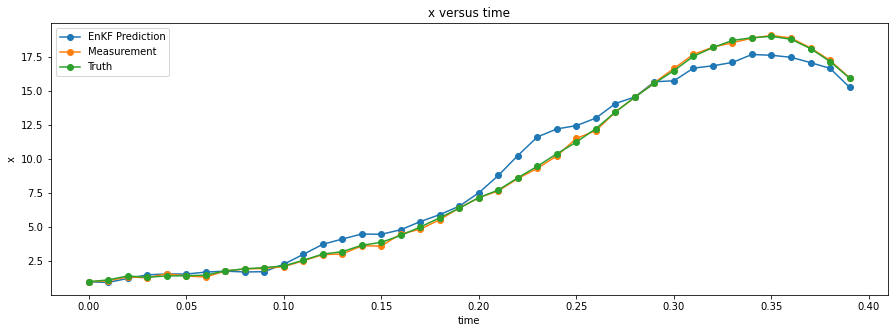 x versus time
EnKF Prediction
Measurement
Truth
17.5
15.0
12.5
10.0
7.5
5.0
2.5
x
0.00 0.05 0.10 0.15 0.20 0.25 0.30 0.35 0.40
time